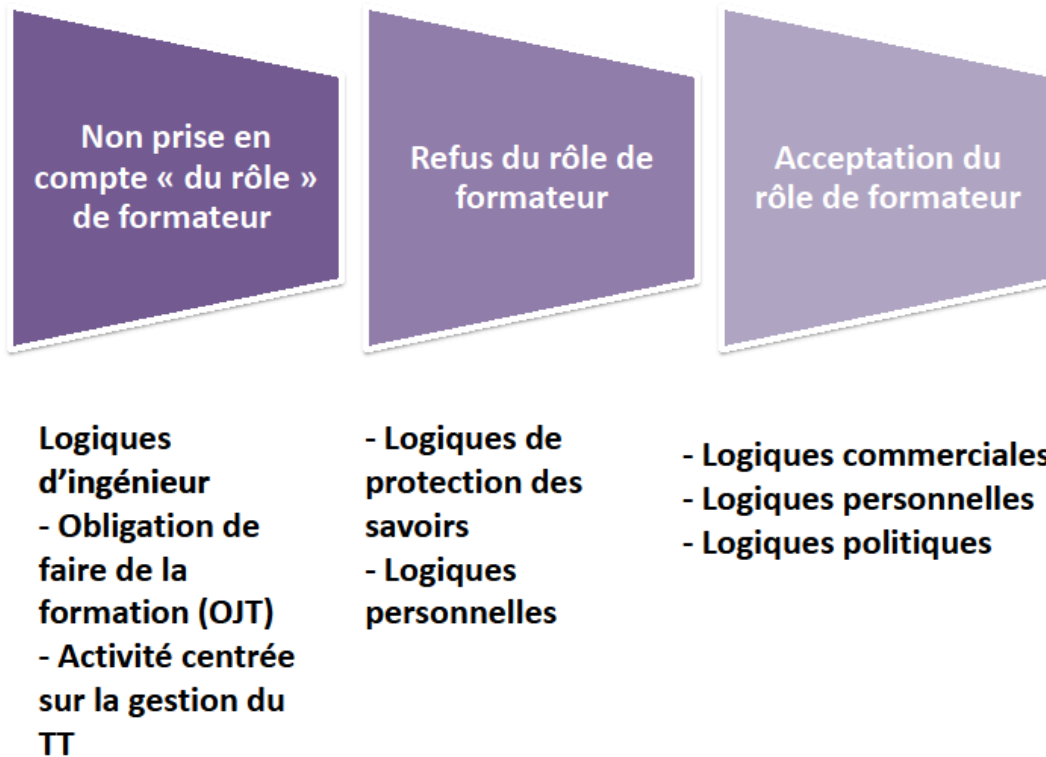 Non prise en
compte « du rôle »
de formateur
Refus du rôle de
formateur
Acceptation du
rôle de formateur
Logiques
d’ingénieur
- Obligation de
faire de la
formation (OJT)
- Activité centrée
sur la gestion du
TT
- Logiques de
protection des
savoirs
- Logiques
personnelles
- Logiques commerciales
- Logiques personnelles
- Logiques politiques